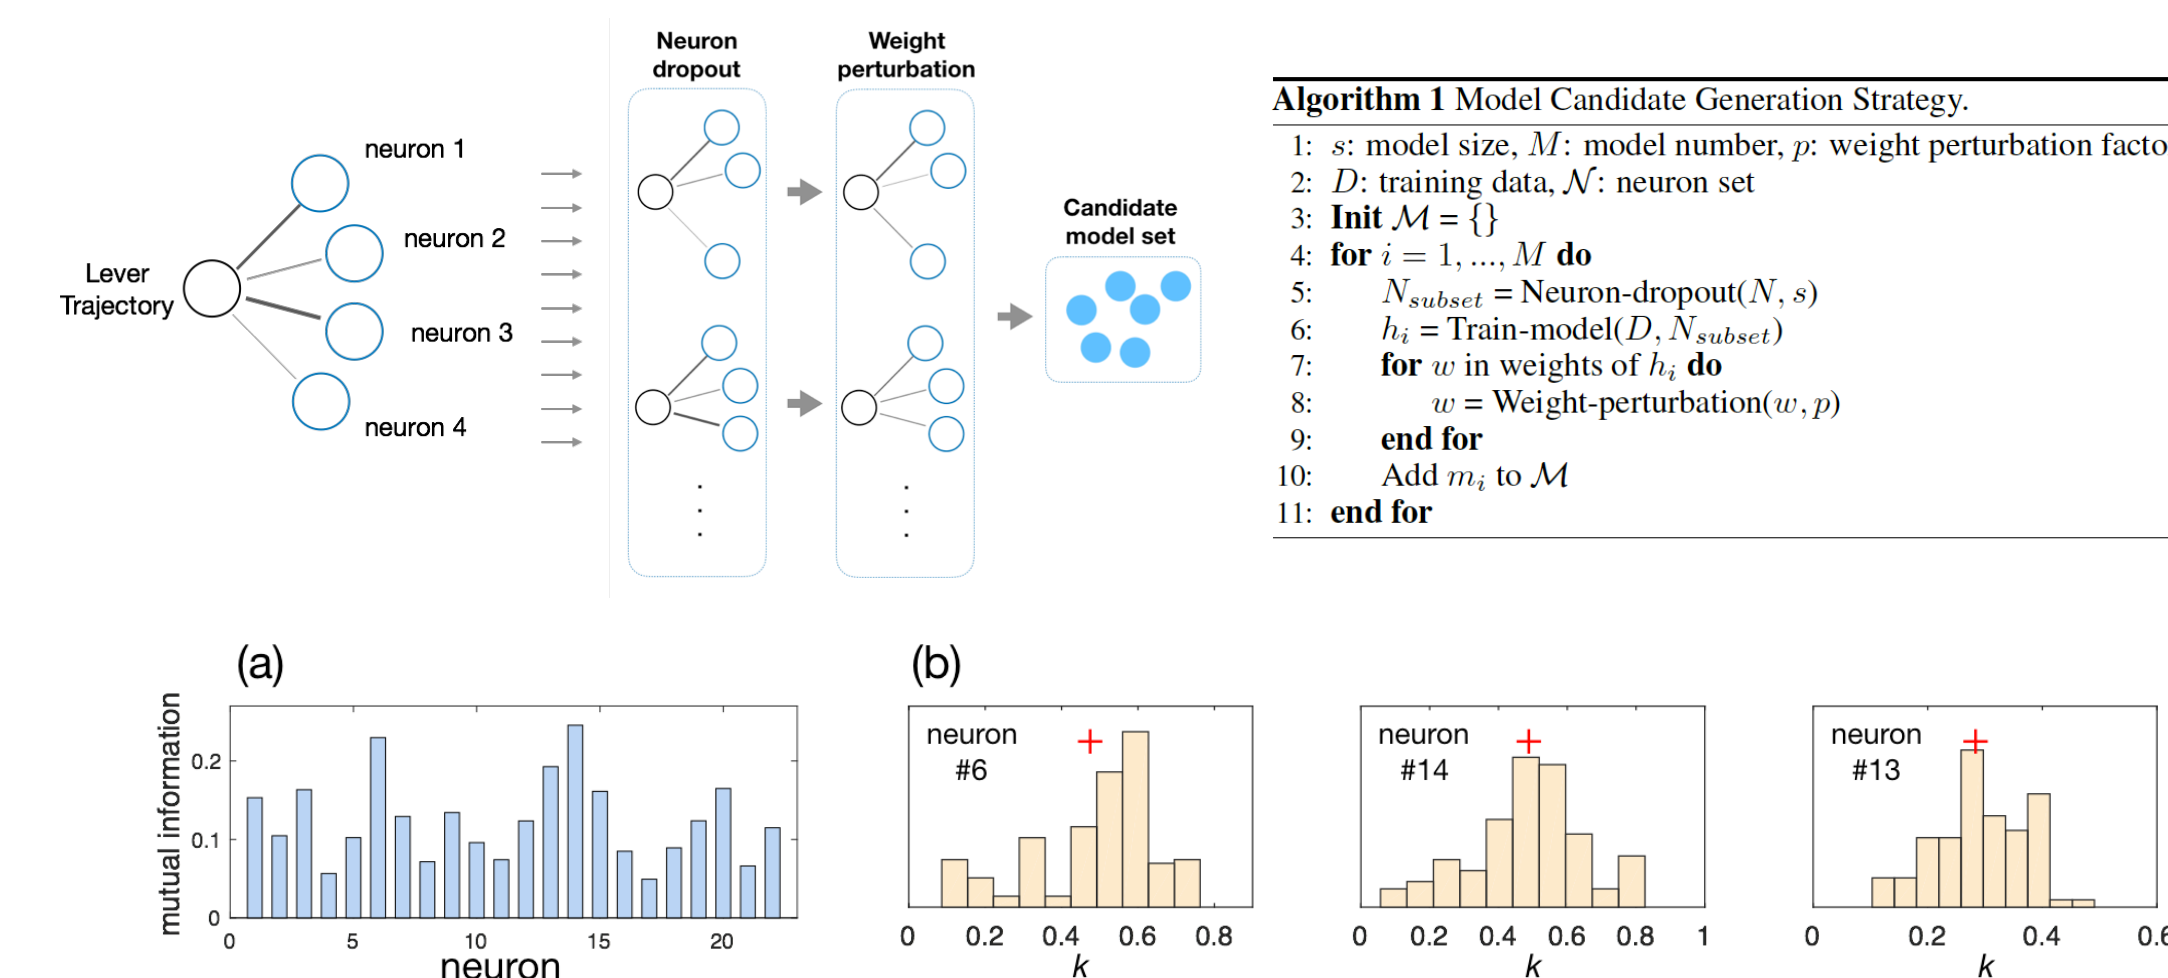 Neuron
dropout
Weight
perturbation
neuron 1
neuron 2
Lever
Trajectory
neuron 3
neuron 4
Candidate
model set
Algorithm 1 Model Candidate Generation Strategy.
1: s: model size, M: model number, p: weight perturbation facto
2: D: training data, 𝒩: neuron set
3: Init ℳ = {}
4: for i = 1, ..., M do
5: N_subset = Neuron-dropout(N, s)
6: h_i = Train-model(D, N_subset)
7: for w in weights of h_i do
8: w = Weight-perturbation(w, p)
9: end for
10: Add m_i to ℳ
11: end for
(a)
mutual information
0.2
0.1
0
0 5 10 15 20
neuron
(b)
neuron
#6
0 0.2 0.4 0.6 0.8
k
neuron
#14
0 0.2 0.4 0.6 0.8 1
k
neuron
#13
0 0.2 0.4 0.6
k